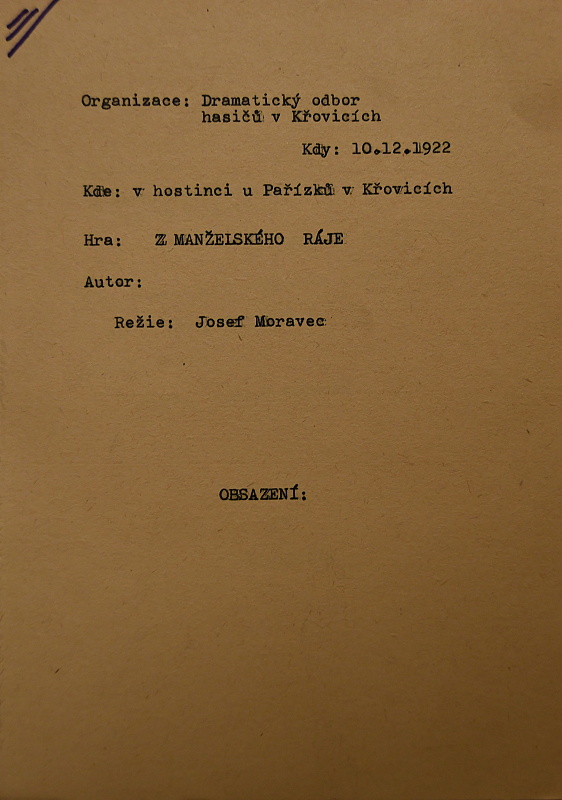 Organizace: Dramatický odbor
hasičů v Křovicích
Kdy: 10.12.1922
Kde: v hostinci u Pařízků v Křovicích
Hra: Z MANŽELSKÉHO RÁJE
Autor:
Režie: Josef Moravec
OBSAZENÍ: